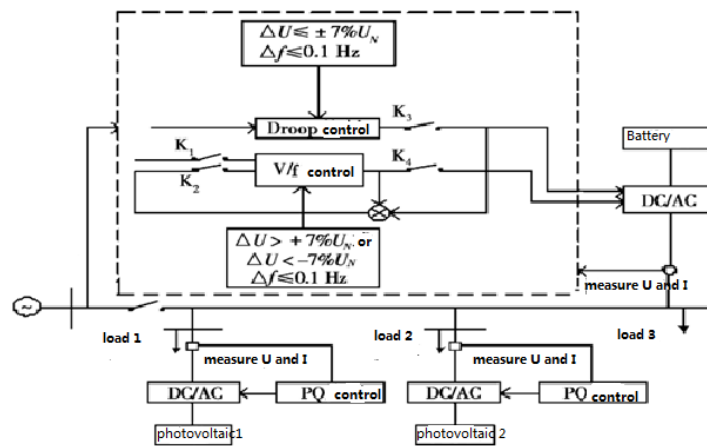 ΔU≤±7%U_N
Δf≤0.1 Hz
K₃
Droop control
Battery
K₁
K₄
V/f control
K₂
DC/AC
ΔU>+7%U_N or
ΔU<-7%U_N
Δf≤0.1 Hz
measure U and I
~
load 1
load 2
load 3
measure U and I
measure U and I
DC/AC
PQ control
DC/AC
PQ control
photovoltaic1
photovoltaic 2